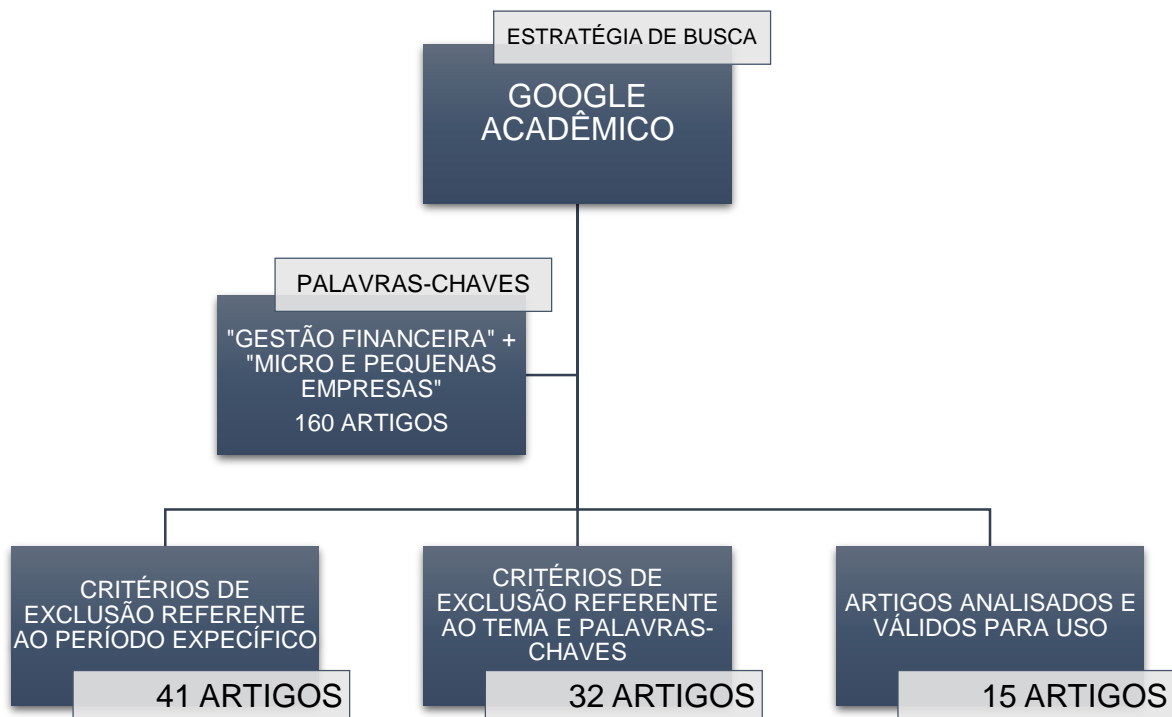 ESTRATÉGIA DE BUSCA
GOOGLE
ACADÊMICO
PALAVRAS-CHAVES
"GESTÃO FINANCEIRA" +
"MICRO E PEQUENAS
EMPRESAS"
160 ARTIGOS
CRITÉRIOS DE
EXCLUSÃO REFERENTE
AO PERÍODO EXPECÍFICO
41 ARTIGOS
CRITÉRIOS DE
EXCLUSÃO REFERENTE
AO TEMA E PALAVRAS-
CHAVES
32 ARTIGOS
ARTIGOS ANALISADOS E
VÁLIDOS PARA USO
15 ARTIGOS